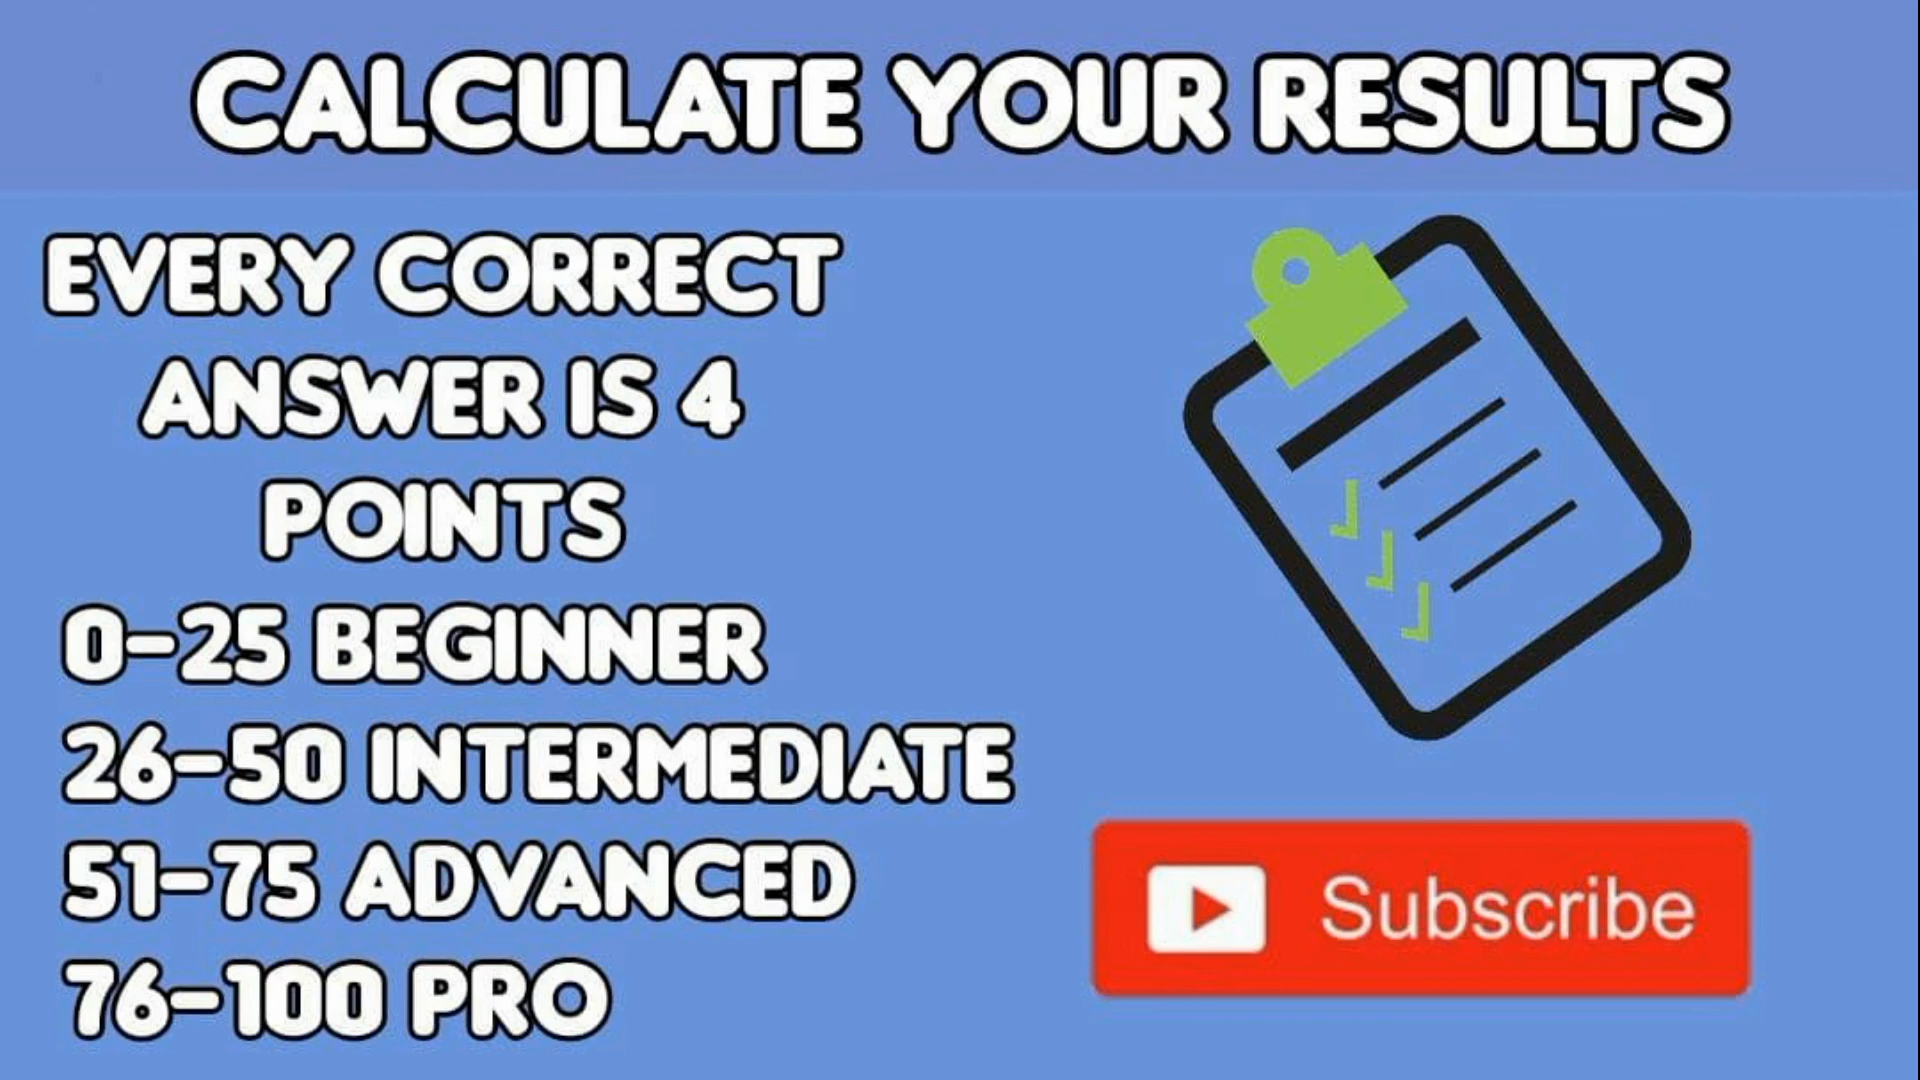 CALCULATE YOUR RESULTS
EVERY CORRECT
ANSWER IS 4
POINTS
0-25 BEGINNER
26-50 INTERMEDIATE
51-75 ADVANCED
76-100 PRO
Subscribe